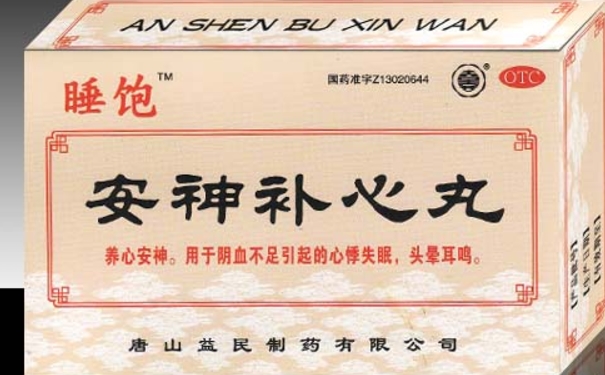 AN SHEN BU XIN WAN
睡饱™
国药准字Z13020644
OTC
安神补心丸
养心安神。用于阴血不足引起的心悸失眠，头晕耳鸣。
唐山益民制药有限公司